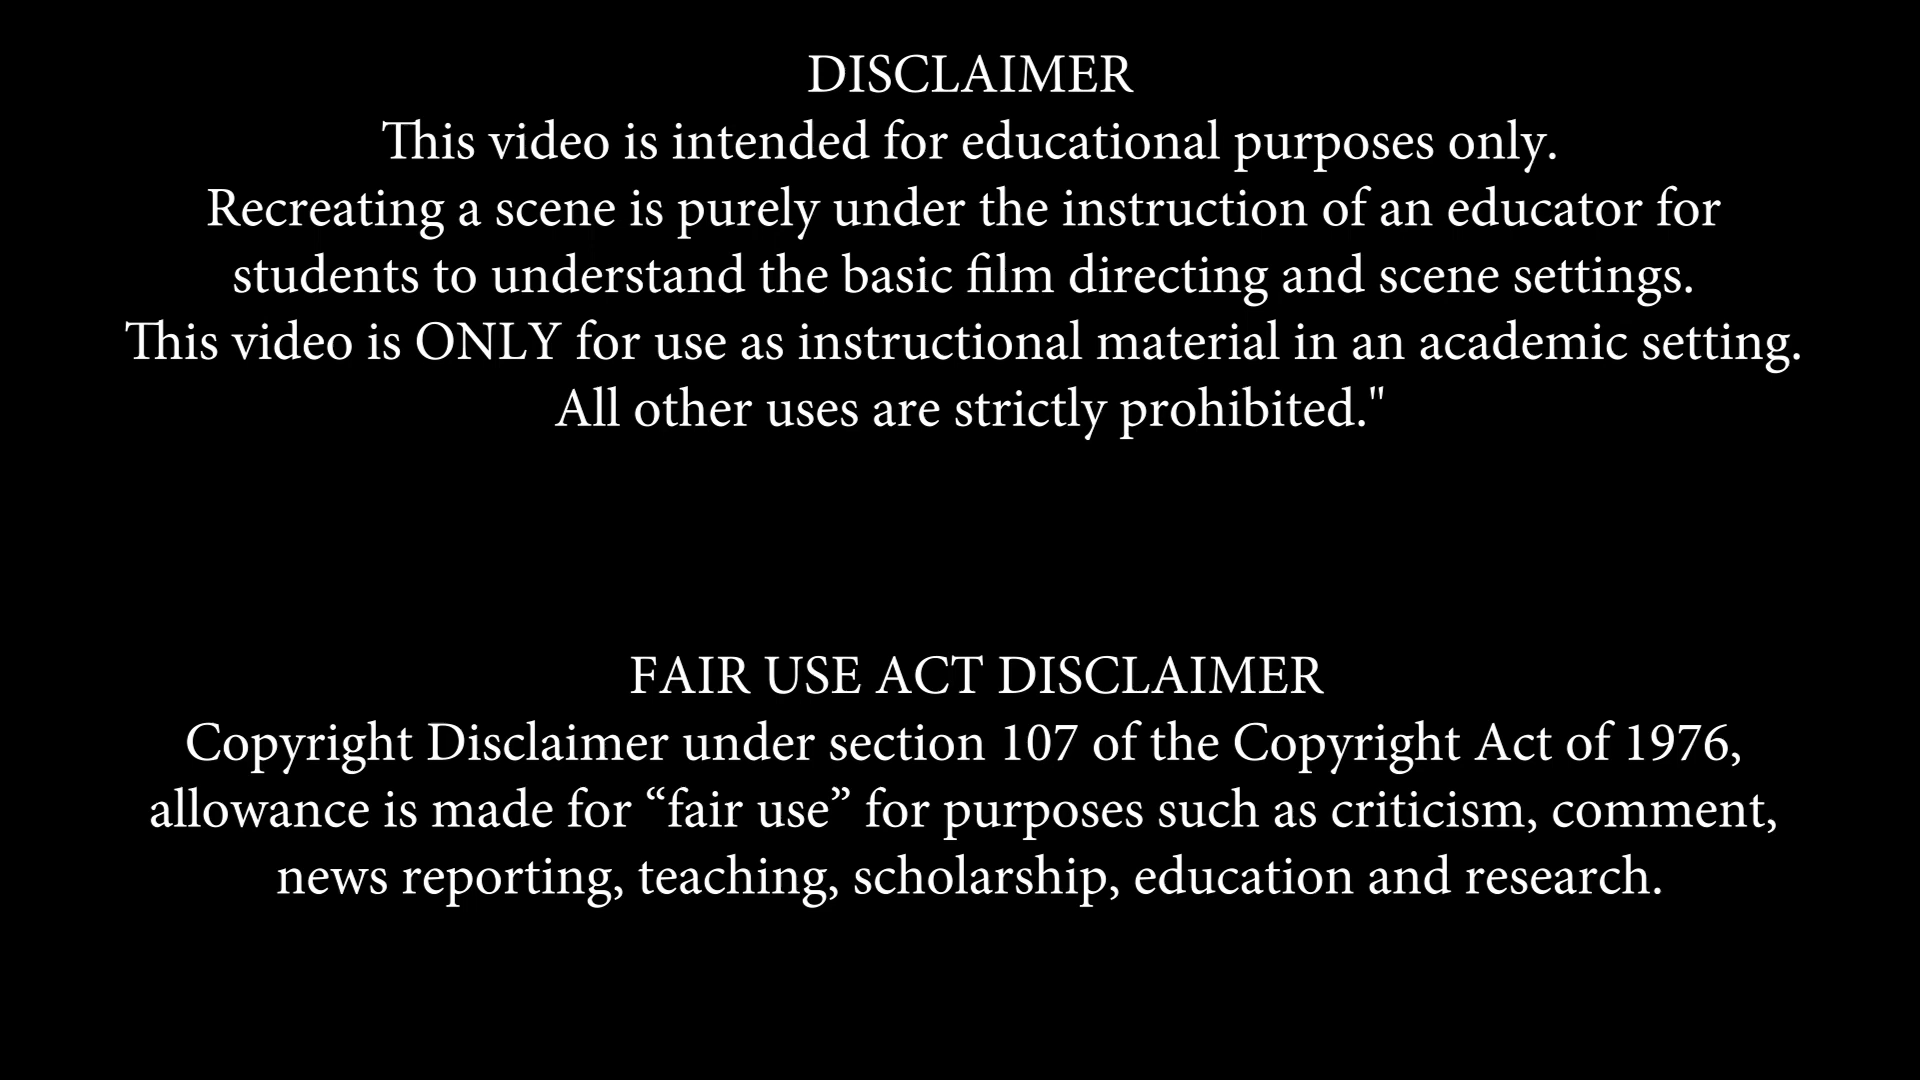 DISCLAIMER
This video is intended for educational purposes only.
Recreating a scene is purely under the instruction of an educator for
students to understand the basic film directing and scene settings.
This video is ONLY for use as instructional material in an academic setting.
All other uses are strictly prohibited."
FAIR USE ACT DISCLAIMER
Copyright Disclaimer under section 107 of the Copyright Act of 1976,
allowance is made for “fair use” for purposes such as criticism, comment,
news reporting, teaching, scholarship, education and research.